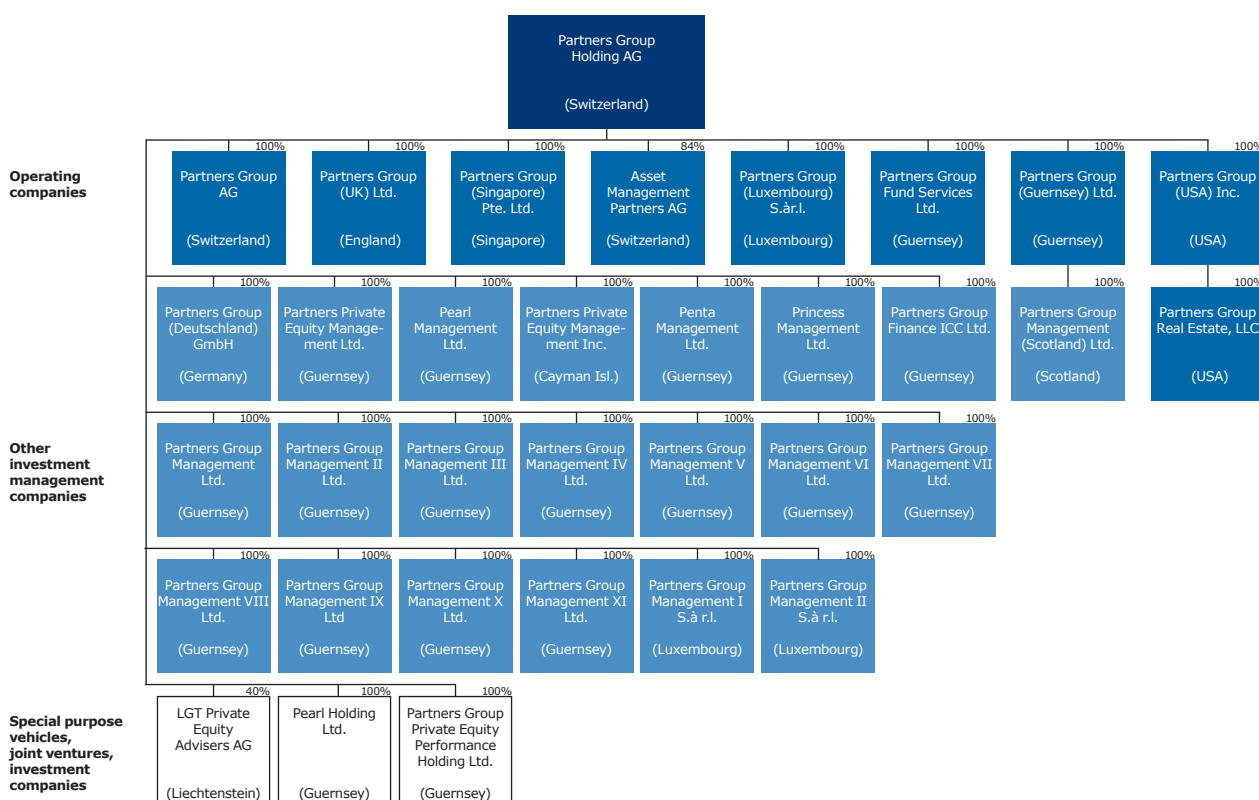 Partners Group
Holding AG
(Switzerland)
Operating
companies
100%
Partners Group
AG
(Switzerland)
100%
Partners Group
(UK) Ltd.
(England)
100%
Partners Group
(Singapore)
Pte. Ltd.
(Singapore)
84%
Asset
Management
Partners AG
(Switzerland)
100%
Partners Group
(Luxembourg)
S.àr.l.
(Luxembourg)
100%
Partners Group
Fund Services
Ltd.
(Guernsey)
100%
Partners Group
(Guernsey) Ltd.
(Guernsey)
100%
Partners Group
(USA) Inc.
(USA)
100%
Partners Group
(Deutschland)
GmbH
(Germany)
100%
Partners Private
Equity Manage-
ment Ltd.
(Guernsey)
100%
Pearl
Management
Ltd.
(Guernsey)
100%
Partners Private
Equity Manage-
ment Inc.
(Cayman Isl.)
100%
Penta
Management
Ltd.
(Guernsey)
100%
Princess
Management
Ltd.
(Guernsey)
100%
Partners Group
Finance ICC Ltd.
(Guernsey)
100%
Partners Group
Management
(Scotland) Ltd.
(Scotland)
100%
Partners Group
Real Estate, LLC
(USA)
Other
investment
management
companies
100%
Partners Group
Management
Ltd.
(Guernsey)
100%
Partners Group
Management II
Ltd.
(Guernsey)
100%
Partners Group
Management III
Ltd.
(Guernsey)
100%
Partners Group
Management IV
Ltd.
(Guernsey)
100%
Partners Group
Management V
Ltd.
(Guernsey)
100%
Partners Group
Management VI
Ltd.
(Guernsey)
100%
Partners Group
Management VII
Ltd.
(Guernsey)
100%
Partners Group
Management VIII
Ltd.
(Guernsey)
100%
Partners Group
Management IX
Ltd
(Guernsey)
100%
Partners Group
Management X
Ltd.
(Guernsey)
100%
Partners Group
Management XI
Ltd.
(Guernsey)
100%
Partners Group
Management I
S.à r.l.
(Luxembourg)
100%
Partners Group
Management II
S.à r.l.
(Luxembourg)
Special purpose
vehicles,
joint ventures,
investment
companies
40%
LGT Private
Equity
Advisers AG
(Liechtenstein)
100%
Pearl Holding
Ltd.
(Guernsey)
100%
Partners Group
Private Equity
Performance
Holding Ltd.
(Guernsey)